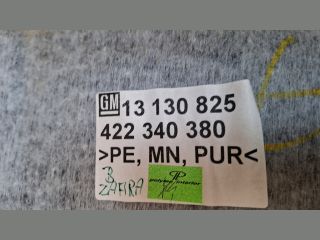 GM 13 130 825
422 340 380
>PE, MN, PUR<
B
ZAFIRA